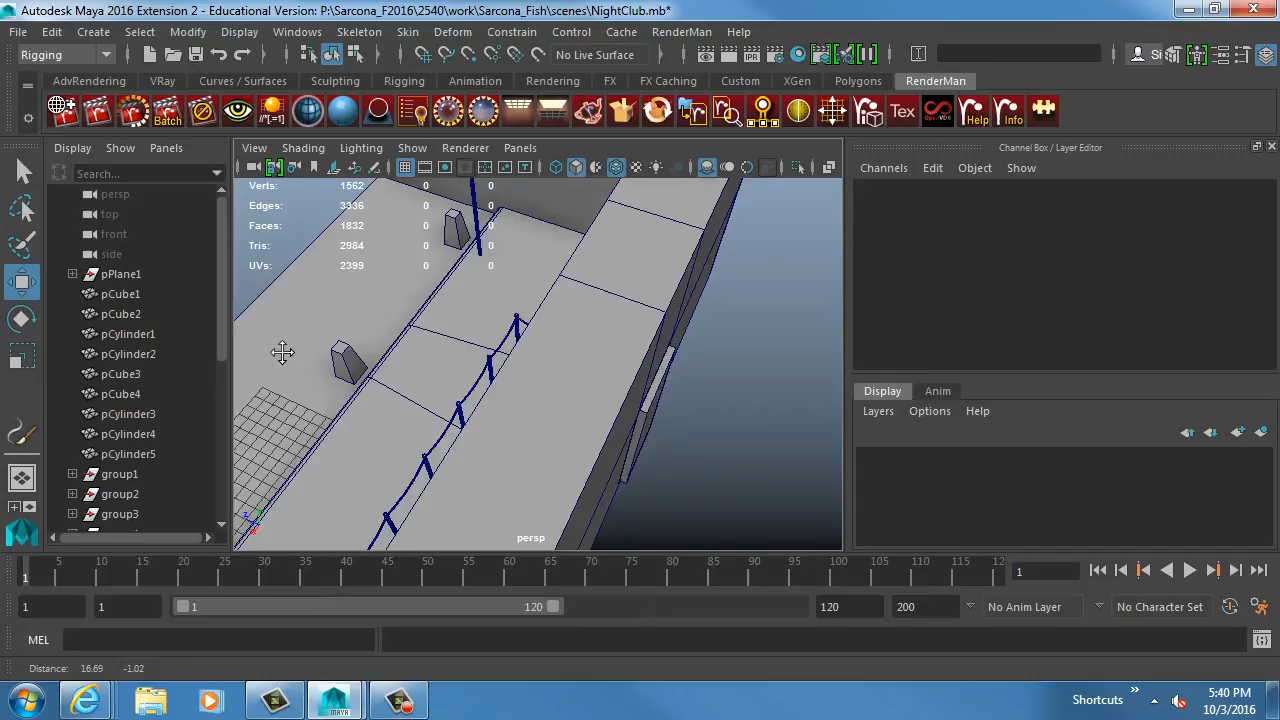 Autodesk Maya 2016 Extension 2 - Educational Version: P:\Sarcona_F2016\2540\work\Sarcona_Fish\scenes\NightClub.mb*
File Edit Create Select Modify Display Windows Skeleton Skin Deform Constrain Control Cache RenderMan Help
Rigging No Live Surface Si
AdvRendering VRay Curves / Surfaces Sculpting Rigging Animation Rendering FX FX Caching Custom XGen Polygons RenderMan
IPR
Batch //*[=L] Tex OpenVDB Help Info
Display Show Panels View Shading Lighting Show Renderer Panels Channel Box / Layer Editor
Search... Channels Edit Object Show
Verts: 1562 0 0
Edges: 3336 0 0
Faces: 1832 0 0
Tris: 2984 0 0
UVs: 2399 0 0
persp
top
front
side
pPlane1
pCube1
pCube2
pCylinder1
pCylinder2
pCube3
pCube4
pCylinder3
pCylinder4
pCylinder5
group1
group2
group3
Display Anim
Layers Options Help
persp
1 5 10 15 20 25 30 35 40 45 50 55 60 65 70 75 80 85 90 95 100 105 110 115 12
1
1 1 1 120 120 200 No Anim Layer No Character Set
MEL
Distance: 16.69 -1.02
MAYA
Shortcuts
5:40 PM
10/3/2016